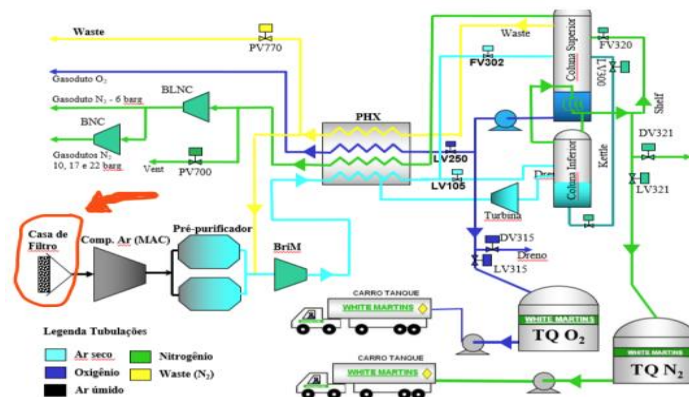 Waste
PV770
Gasoduto O₂
Gasoduto N₂ - 6 barg
BLNC
BNC
Gasodutos N₂
10, 17 e 22 barg
Vent
PV700
PHX
Waste
FV302
Coluna Superior
FV320
LV300
Shelf
LV250
LV105
Coluna Inferior
Kettle
DV321
LV321
Turbina
DV315
Dreno
LV315
Casa de
Filtro
Comp. Ar (MAC)
Pré-purificador
BriM
Legenda Tubulações
Ar seco
Nitrogênio
Oxigênio
Waste (N₂)
Ar úmido
CARRO TANQUE
WHITE MARTINS
WHITE MARTINS
TQ O₂
CARRO TANQUE
WHITE MARTINS
WHITE MARTINS
TQ N₂